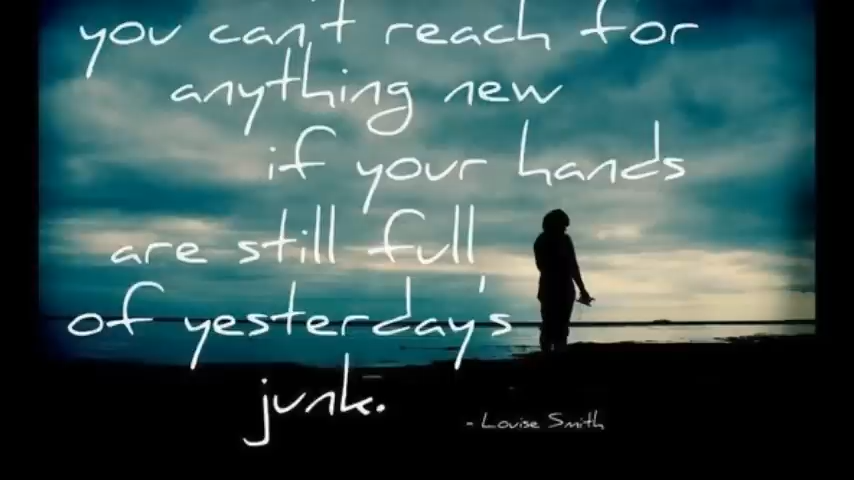 you can't reach for
anything new
if your hands
are still full
of yesterday's
junk.
- Louise Smith